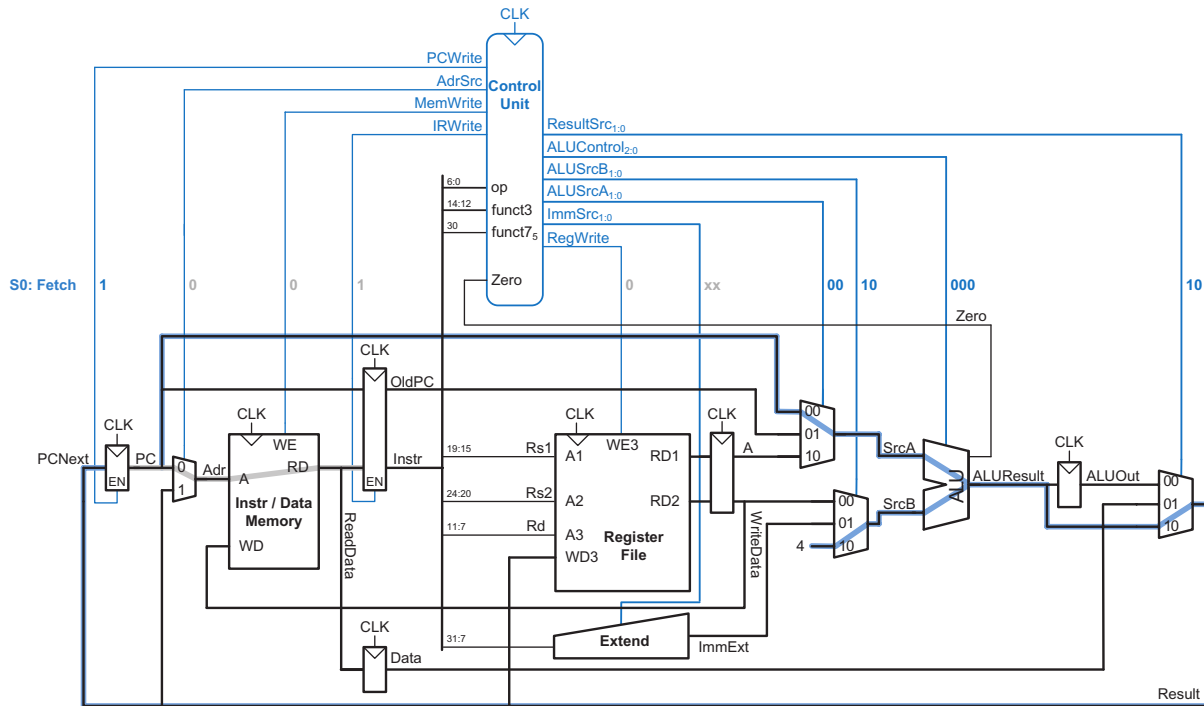 CLK
PCWrite
AdrSrc
MemWrite
IRWrite
Control
Unit
ResultSrc1:0
ALUControl2:0
ALUSrcB1:0
ALUSrcA1:0
ImmSrc1:0
RegWrite
6:0 op
14:12 funct3
30 funct75
Zero
S0: Fetch 1 0 0 1 0 xx 00 10 000 10
Zero
CLK
OldPC
CLK
PCNext
EN
PC
0
1
Adr
CLK
WE
A
RD
Instr / Data
Memory
WD
ReadData
EN
Instr
19:15 Rs1
24:20 Rs2
11:7 Rd
31:7
CLK
WE3
A1
A2
A3
WD3
RD1
RD2
Register
File
CLK
A
WriteData
00
01
10
00
01
10
4
SrcA
SrcB
ALU
ALUResult
CLK
ALUOut
00
01
10
Extend
ImmExt
CLK
Data
Result